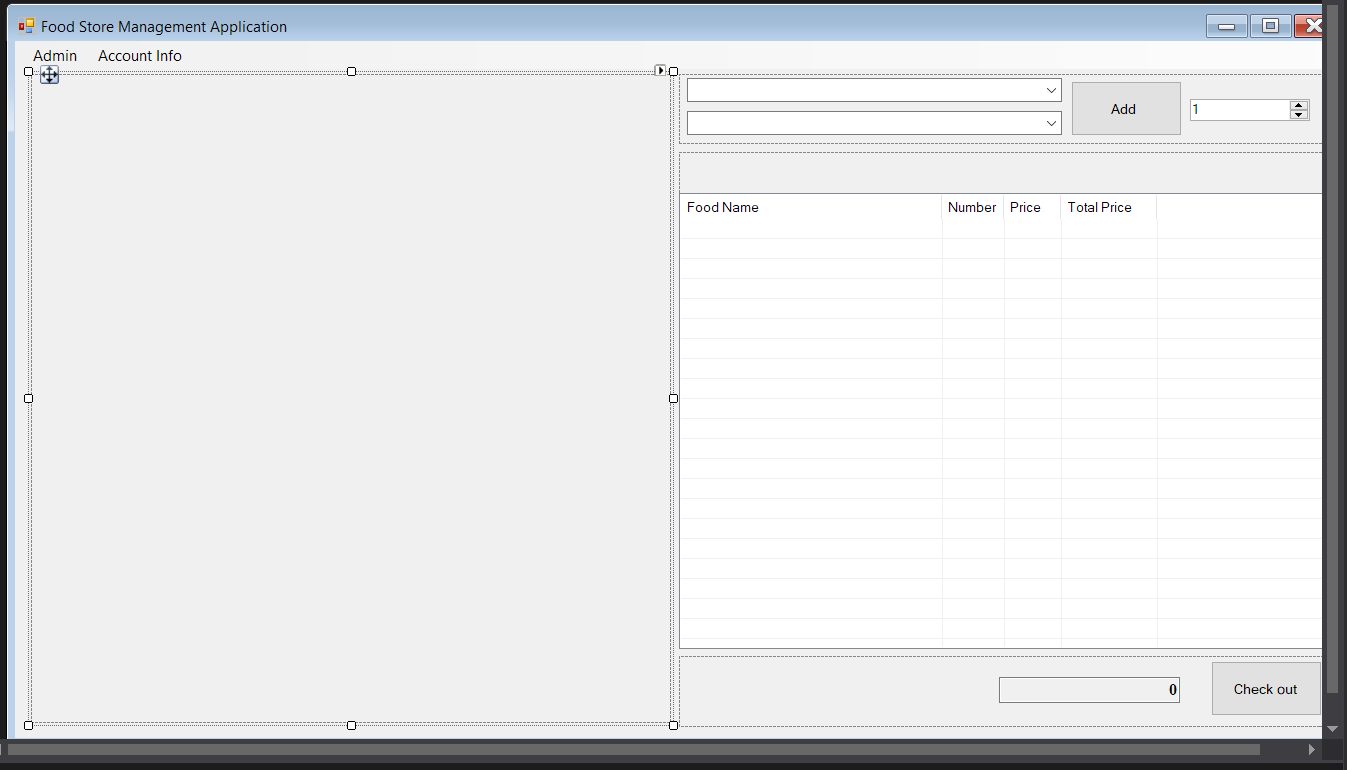 Food Store Management Application
Admin Account Info
Add
1
Food Name Number Price Total Price
0
Check out